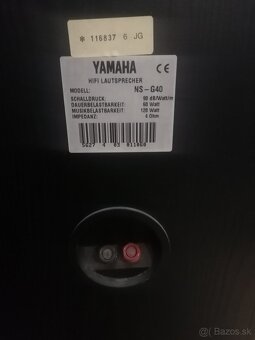 * 116837 6 JG
YAMAHA CE
HIFI LAUTSPRECHER
MODELL: NS-G40
SCHALLDRUCK: 90 dB/Watt/m
DAUERBELASTBARKEIT: 60 Watt
MUSIKBELASTBARKEIT: 120 Watt
IMPEDANZ: 4 Ohm
Bazos.sk